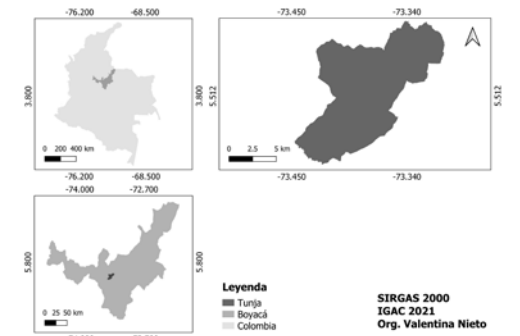 -76.200 -68.500
3.800
3.800
0 200 400 km
-76.200 -68.500
-73.450 -73.340
5.512
5.512
0 2.5 5 km
-73.450 -73.340
-74.000 -72.700
5.800
5.800
0 25 50 km
Leyenda
Tunja
Boyacá
Colombia
SIRGAS 2000
IGAC 2021
Org. Valentina Nieto